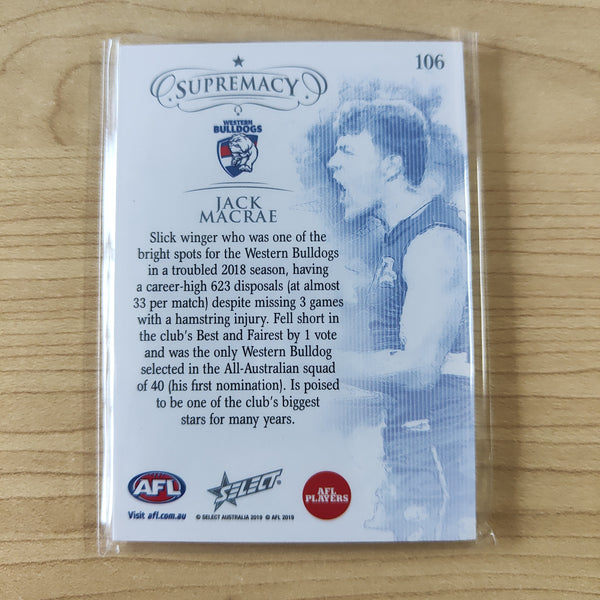 106
SUPREMACY
WESTERN
BULLDOGS
JACK
MACRAE
Slick winger who was one of the
bright spots for the Western Bulldogs
in a troubled 2018 season, having
a career-high 623 disposals (at almost
33 per match) despite missing 3 games
with a hamstring injury. Fell short in
the club's Best and Fairest by 1 vote
and was the only Western Bulldog
selected in the All-Australian squad
of 40 (his first nomination). Is poised
to be one of the club's biggest
stars for many years.
AFL
SELECT
AFL
PLAYERS
Visit afl.com.au
© SELECT AUSTRALIA 2019 © AFL 2019